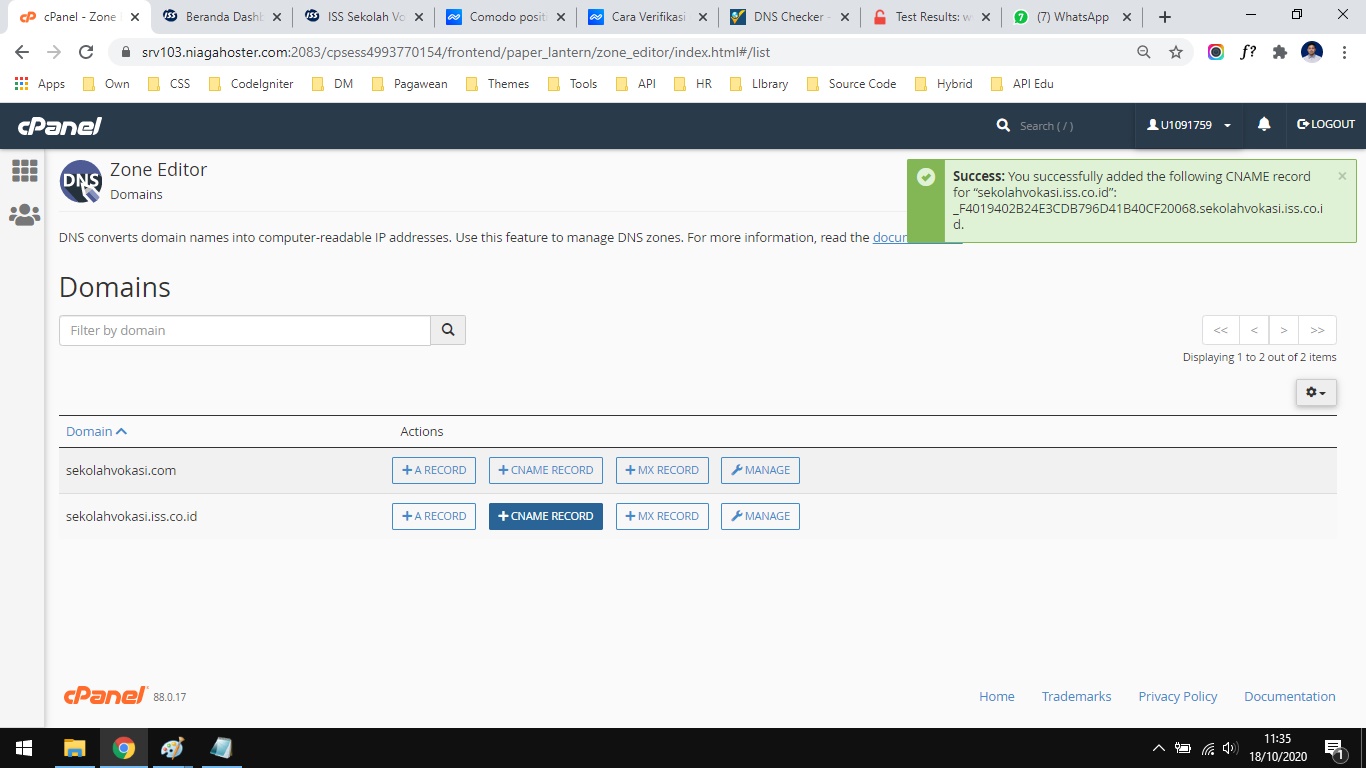 cPanel - Zone
Beranda Dashb
ISS Sekolah Vo
Comodo positi
Cara Verifikasi
DNS Checker -
Test Results: w
(7) WhatsApp
srv103.niagahoster.com:2083/cpsess4993770154/frontend/paper_lantern/zone_editor/index.html#/list
f?
Apps
Own
CSS
CodeIgniter
DM
Pagawean
Themes
Tools
API
HR
LIbrary
Source Code
Hybrid
API Edu
cPanel
Search ( / )
U1091759
LOGOUT
DNS
Zone Editor
Domains
Success: You successfully added the following CNAME record
for “sekolahvokasi.iss.co.id”:
_F4019402B24E3CDB796D41B40CF20068.sekolahvokasi.iss.co.i
d.
×
DNS converts domain names into computer-readable IP addresses. Use this feature to manage DNS zones. For more information, read the
Domains
Filter by domain
<< < > >>
Displaying 1 to 2 out of 2 items
Domain Actions
sekolahvokasi.com + A RECORD + CNAME RECORD + MX RECORD MANAGE
sekolahvokasi.iss.co.id + A RECORD + CNAME RECORD + MX RECORD MANAGE
cPanel 88.0.17
Home Trademarks Privacy Policy Documentation
11:35
18/10/2020
1